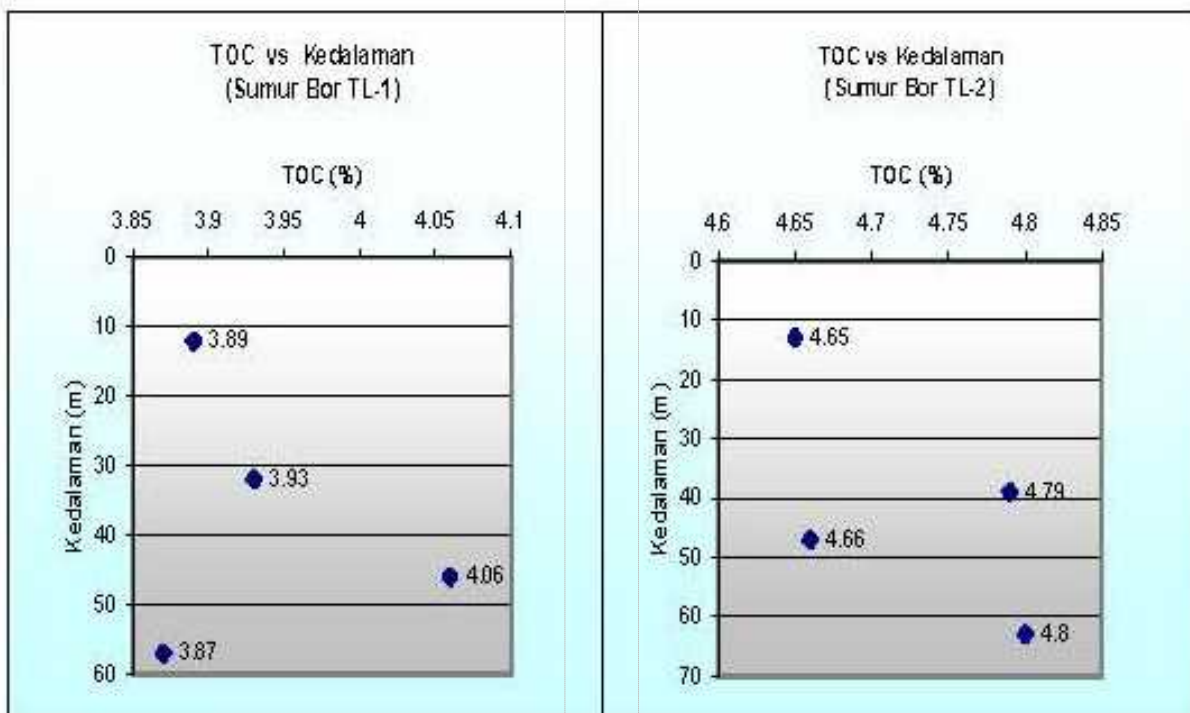 TOC vs Kedalaman
(Sumur Bor TL-1)
TOC (%)
3.85 3.9 3.95 4 4.05 4.1
0
10
20
30
40
50
60
Kedalaman (m)
3.89
3.93
4.06
3.87
TOC vs Kedalaman
(Sumur Bor TL-2)
TOC (%)
4.6 4.65 4.7 4.75 4.8 4.85
0
10
20
30
40
50
60
70
Kedalaman (m)
4.65
4.79
4.66
4.8